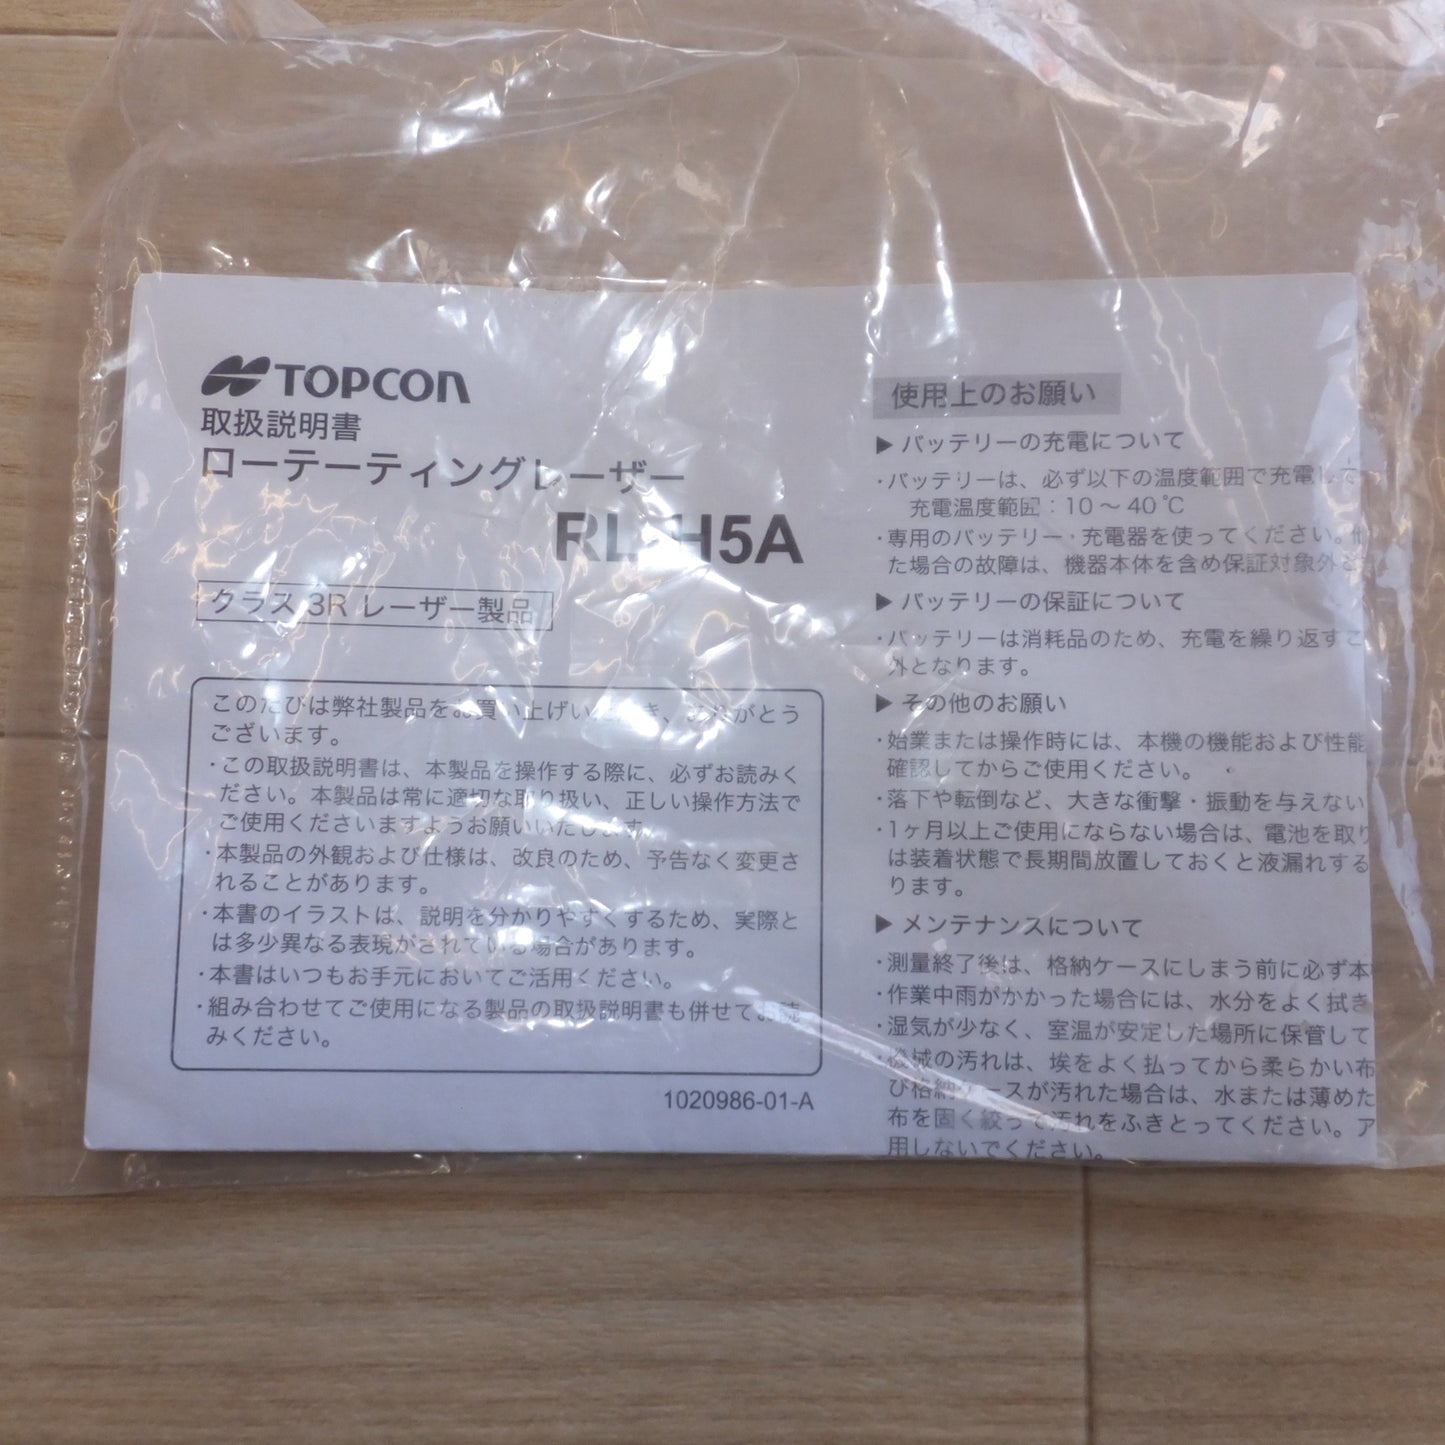 TOPCON
取扱説明書
ローテーティングレーザー
RL-H5A
クラス 3R レーザー製品
このたびは弊社製品をお買い上げいただき、ありがとう
ございます。
・この取扱説明書は、本製品を操作する際に、必ずお読みく
ださい。本製品は常に適切な取り扱い、正しい操作方法で
ご使用くださいますようお願いいたします。
・本製品の外観および仕様は、改良のため、予告なく変更さ
れることがあります。
・本書のイラストは、説明を分かりやすくするため、実際と
は多少異なる表現がされている場合があります。
・本書はいつもお手元においてご活用ください。
・組み合わせてご使用になる製品の取扱説明書も併せてお読
みください。
1020986-01-A
使用上のお願い
▶ バッテリーの充電について
・バッテリーは、必ず以下の温度範囲で充電して
充電温度範囲：10 ～ 40 ℃
・専用のバッテリー・充電器を使ってください。他
た場合の故障は、機器本体を含め保証対象外と
▶ バッテリーの保証について
・バッテリーは消耗品のため、充電を繰り返すこ
外となります。
▶ その他のお願い
・始業または操作時には、本機の機能および性能
確認してからご使用ください。
・落下や転倒など、大きな衝撃・振動を与えない
・1ヶ月以上ご使用にならない場合は、電池を取り
は装着状態で長期間放置しておくと液漏れする
ります。
▶ メンテナンスについて
・測量終了後は、格納ケースにしまう前に必ず本
・作業中雨がかかった場合には、水分をよく拭き
・湿気が少なく、室温が安定した場所に保管して
・機械の汚れは、埃をよく払ってから柔らかい布
び格納ケースが汚れた場合は、水または薄めた
布を固く絞って汚れをふきとってください。ア
用しないでください。